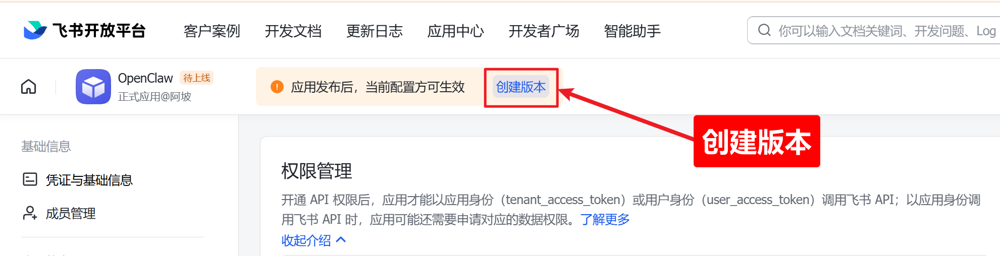 飞书开放平台 客户案例 开发文档 更新日志 应用中心 开发者广场 智能助手 你可以输入文档关键词、开发问题、Log
OpenClaw 待上线
正式应用@阿坡
应用发布后，当前配置方可生效 创建版本
创建版本
基础信息
凭证与基础信息
成员管理
权限管理
开通 API 权限后，应用才能以应用身份（tenant_access_token）或用户身份（user_access_token）调用飞书 API；以应用身份调
用飞书 API 时，应用可能还需要申请对应的数据权限。了解更多
收起介绍